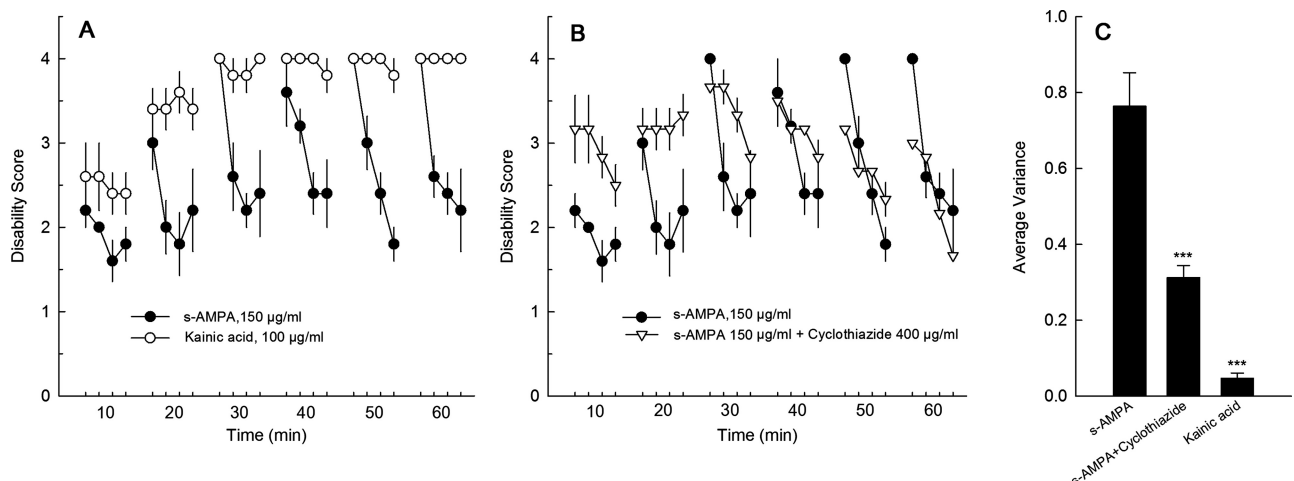 A
Disability Score
4
3
2
1
0
s-AMPA,150 µg/ml
Kainic acid, 100 µg/ml
10 20 30 40 50 60
Time (min)
B
Disability Score
4
3
2
1
0
s-AMPA,150 µg/ml
s-AMPA 150 µg/ml + Cyclothiazide 400 µg/ml
10 20 30 40 50 60
Time (min)
C
Average Variance
1.0
0.8
0.6
0.4
0.2
0.0
***
***
s-AMPA
s-AMPA+Cyclothiazide
Kainic acid